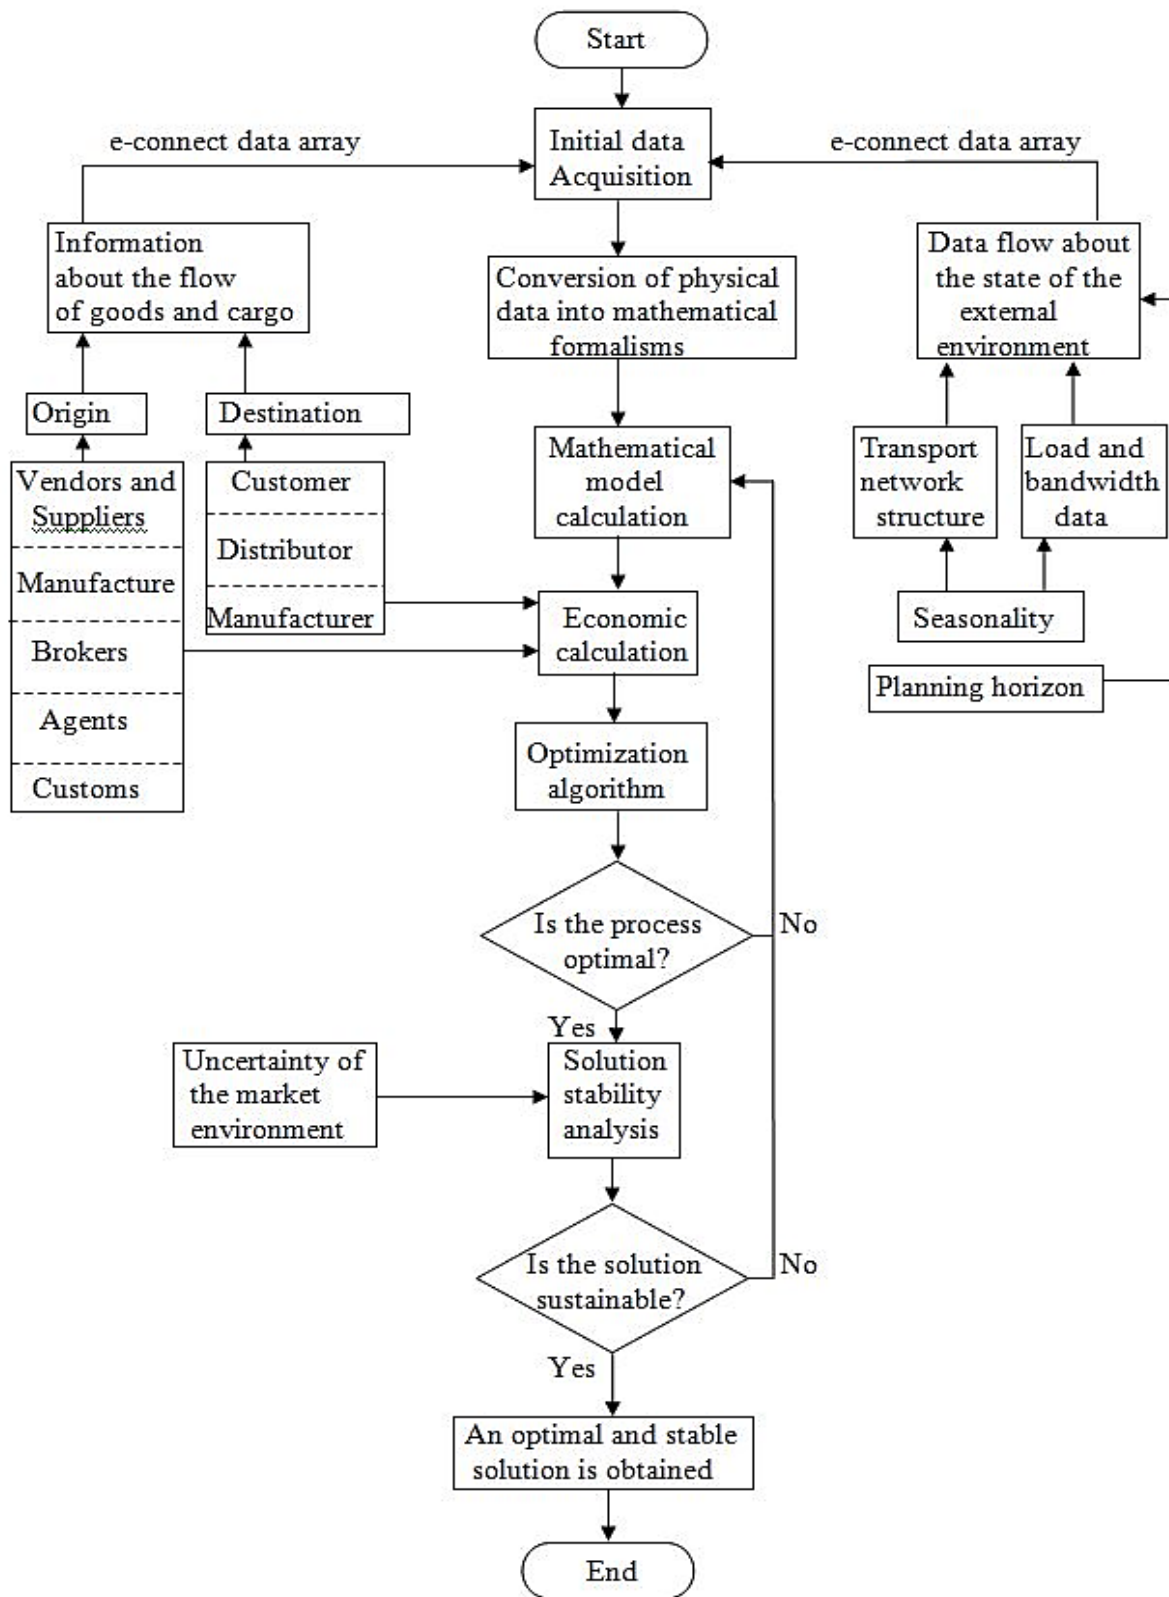 Start
e-connect data array
Initial data
Acquisition
e-connect data array
Information
about the flow
of goods and cargo
Conversion of physical
data into mathematical
formalisms
Data flow about
the state of the
external
environment
Origin
Destination
Vendors and
Suppliers
Manufacture
Brokers
Agents
Customs
Customer
Distributor
Manufacturer
Mathematical
model
calculation
Transport
network
structure
Load and
bandwidth
data
Economic
calculation
Seasonality
Planning horizon
Optimization
algorithm
Is the process
optimal?
No
Yes
Uncertainty of
the market
environment
Solution
stability
analysis
Is the solution
sustainable?
No
Yes
An optimal and stable
solution is obtained
End